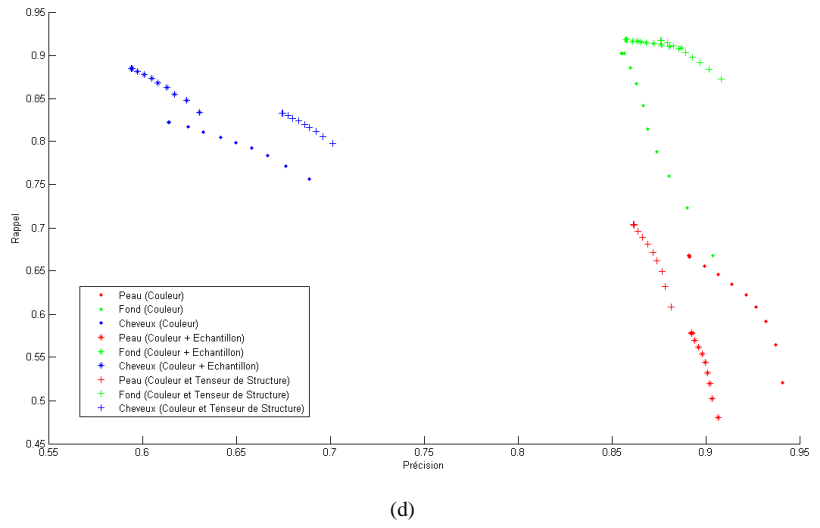 0.95
0.9
0.85
0.8
0.75
0.7
0.65
0.6
0.55
0.5
0.45
Rappel
Peau (Couleur)
Fond (Couleur)
Cheveux (Couleur)
Peau (Couleur + Echantillon)
Fond (Couleur + Echantillon)
Cheveux (Couleur + Echantillon)
Peau (Couleur et Tenseur de Structure)
Fond (Couleur et Tenseur de Structure)
Cheveux (Couleur et Tenseur de Structure)
0.55 0.6 0.65 0.7 0.75 0.8 0.85 0.9 0.95
Précision
(d)